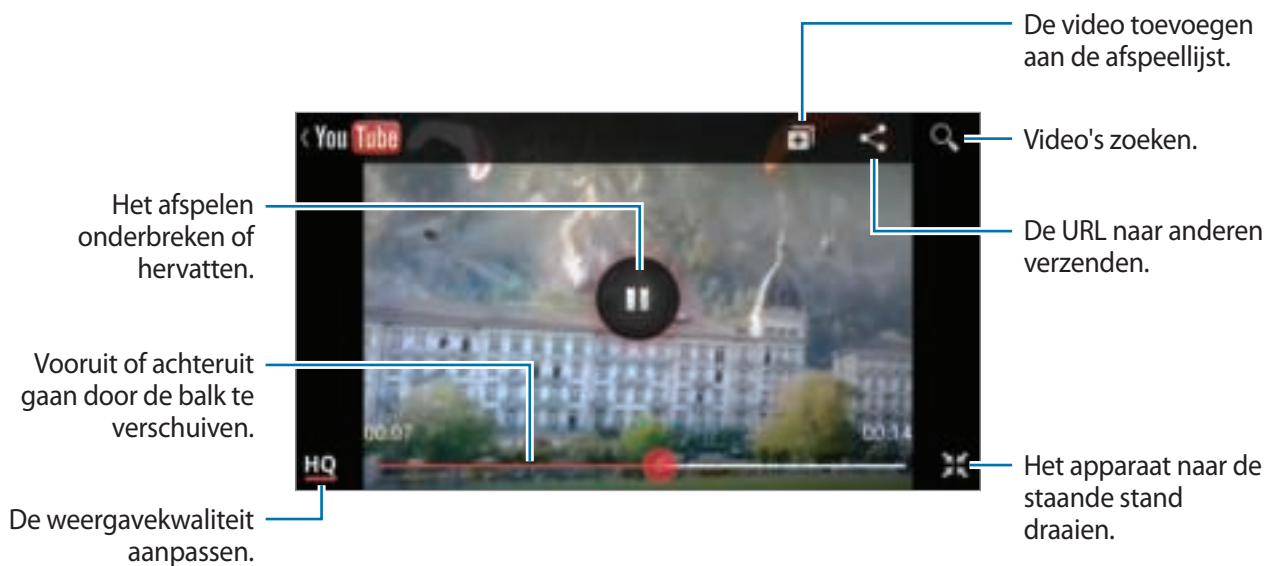 De video toevoegen
aan de afspeellijst.
You Tube
Video's zoeken.
Het afspelen
onderbreken of
hervatten.
De URL naar anderen
verzenden.
Vooruit of achteruit
gaan door de balk te
verschuiven.
00:07
00:14
HQ
Het apparaat naar de
staande stand
draaien.
De weergavekwaliteit
aanpassen.